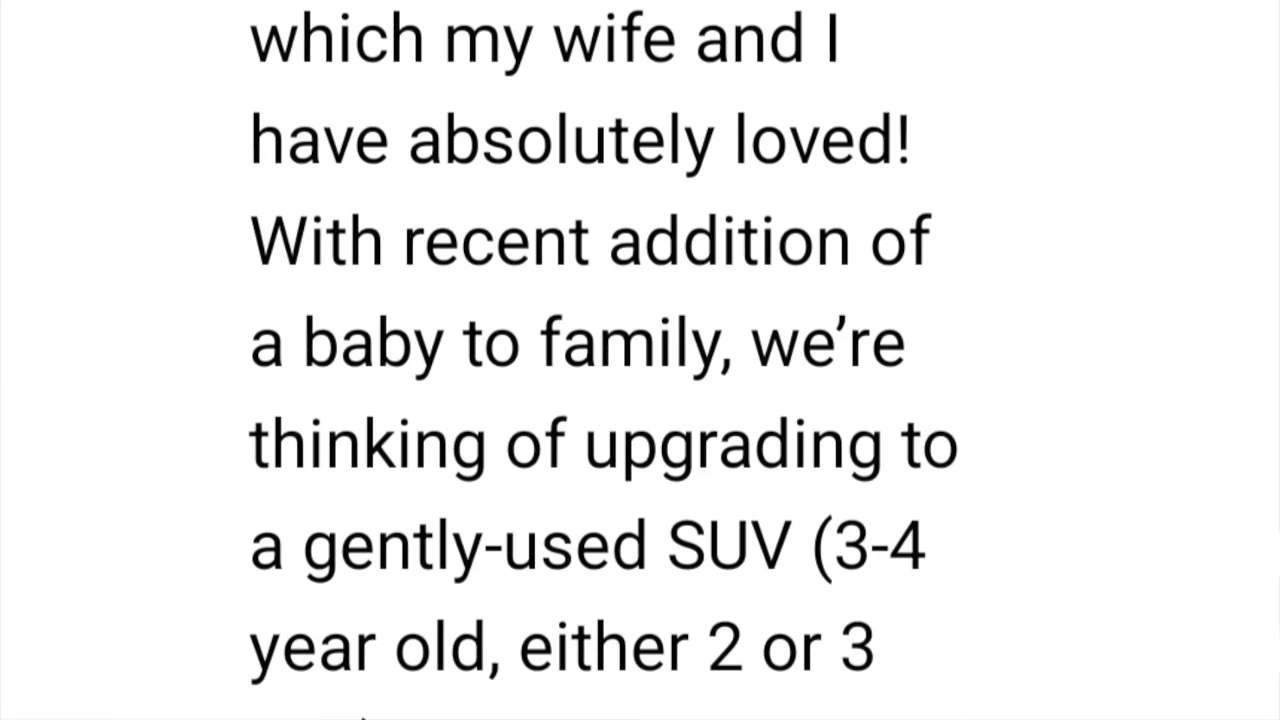 which my wife and I
have absolutely loved!
With recent addition of
a baby to family, we’re
thinking of upgrading to
a gently-used SUV (3-4
year old, either 2 or 3